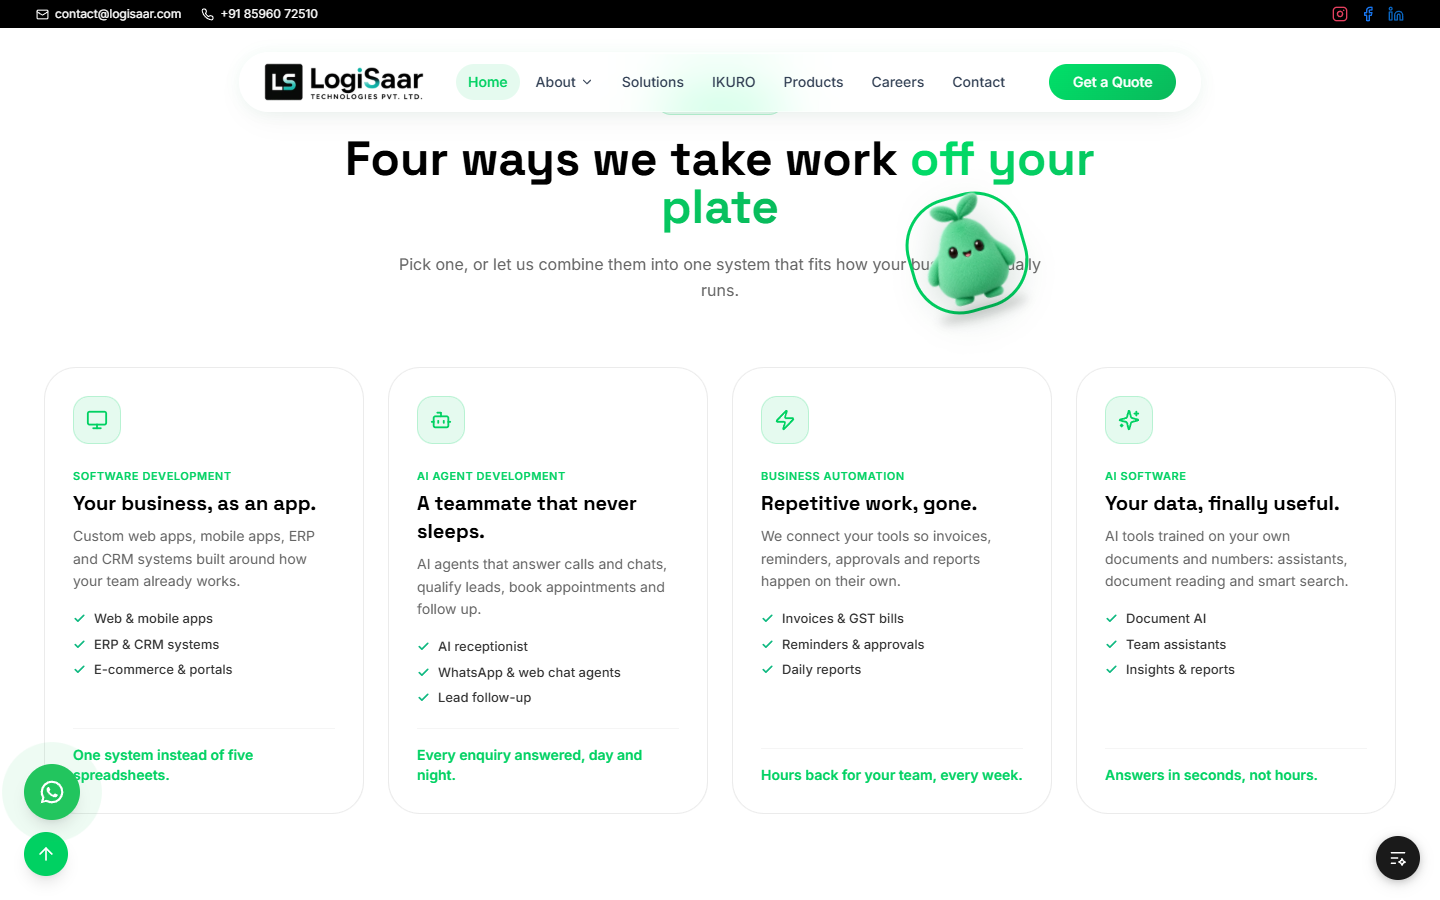 contact@logisaar.com +91 85960 72510
LS LogiSaar
TECHNOLOGIES PVT. LTD.
Home About Solutions IKURO Products Careers Contact Get a Quote
Four ways we take work off your
plate
Pick one, or let us combine them into one system that fits how your
runs.
SOFTWARE DEVELOPMENT
Your business, as an app.
Custom web apps, mobile apps, ERP
and CRM systems built around how
your team already works.
Web & mobile apps
ERP & CRM systems
E-commerce & portals
One system instead of five
spreadsheets.
AI AGENT DEVELOPMENT
A teammate that never
sleeps.
AI agents that answer calls and chats,
qualify leads, book appointments and
follow up.
AI receptionist
WhatsApp & web chat agents
Lead follow-up
Every enquiry answered, day and
night.
BUSINESS AUTOMATION
Repetitive work, gone.
We connect your tools so invoices,
reminders, approvals and reports
happen on their own.
Invoices & GST bills
Reminders & approvals
Daily reports
Hours back for your team, every week.
AI SOFTWARE
Your data, finally useful.
AI tools trained on your own
documents and numbers: assistants,
document reading and smart search.
Document AI
Team assistants
Insights & reports
Answers in seconds, not hours.